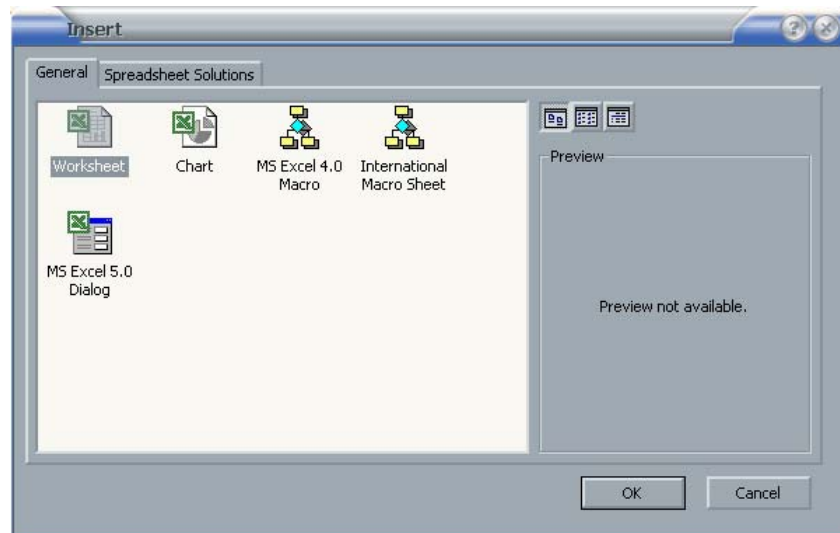 Insert
General
Spreadsheet Solutions
Worksheet
Chart
MS Excel 4.0
Macro
International
Macro Sheet
MS Excel 5.0
Dialog
Preview
Preview not available.
OK
Cancel